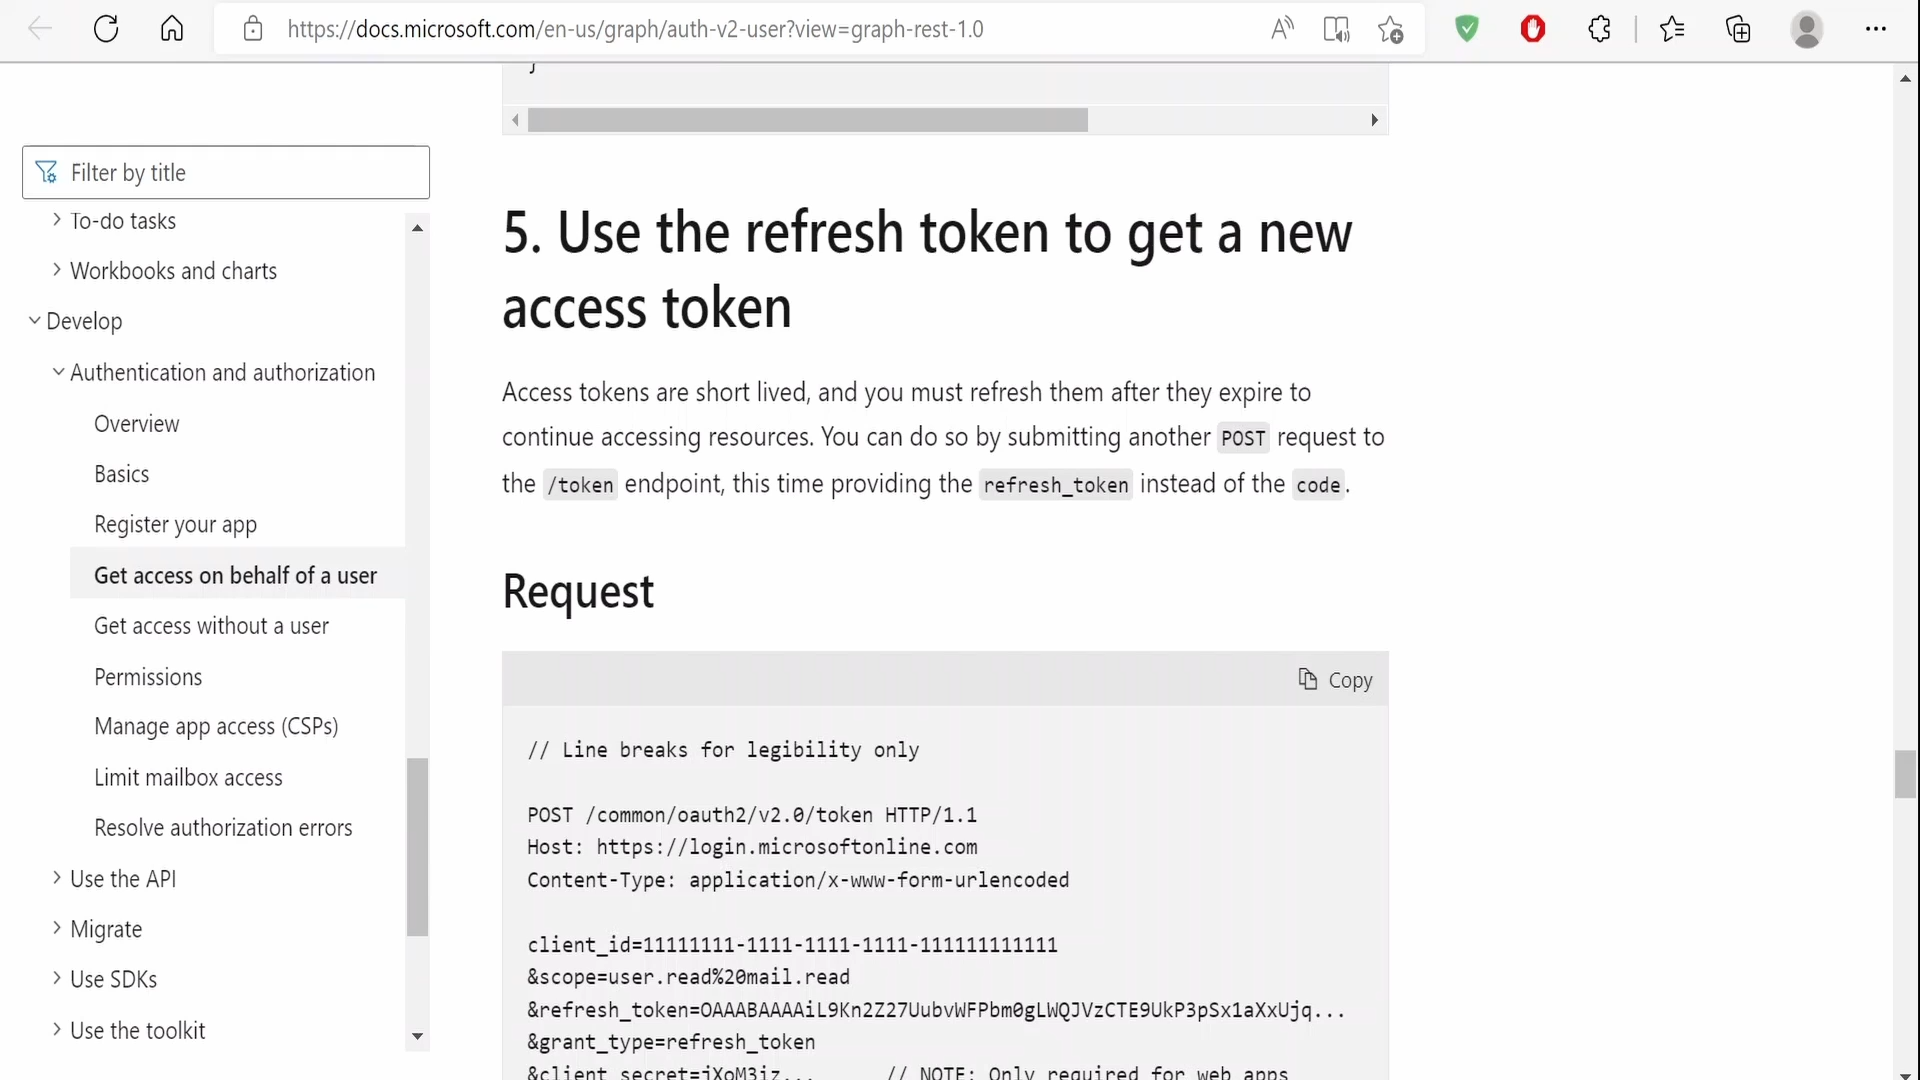 https://docs.microsoft.com/en-us/graph/auth-v2-user?view=graph-rest-1.0
}
Filter by title
To-do tasks
Workbooks and charts
Develop
Authentication and authorization
Overview
Basics
Register your app
Get access on behalf of a user
Get access without a user
Permissions
Manage app access (CSPs)
Limit mailbox access
Resolve authorization errors
Use the API
Migrate
Use SDKs
Use the toolkit
5. Use the refresh token to get a new
access token
Access tokens are short lived, and you must refresh them after they expire to
continue accessing resources. You can do so by submitting another POST request to
the /token endpoint, this time providing the refresh_token instead of the code.
Request
Copy
// Line breaks for legibility only
POST /common/oauth2/v2.0/token HTTP/1.1
Host: https://login.microsoftonline.com
Content-Type: application/x-www-form-urlencoded
client_id=11111111-1111-1111-1111-111111111111
&scope=user.read%20mail.read
&refresh_token=OAAABAAAAiL9Kn2Z27UubvWFPbm0gLWQJVzCTE9UkP3pSx1aXxUjq...
&grant_type=refresh_token
&client_secret=jXoM3iz... // NOTE: Only required for web apps